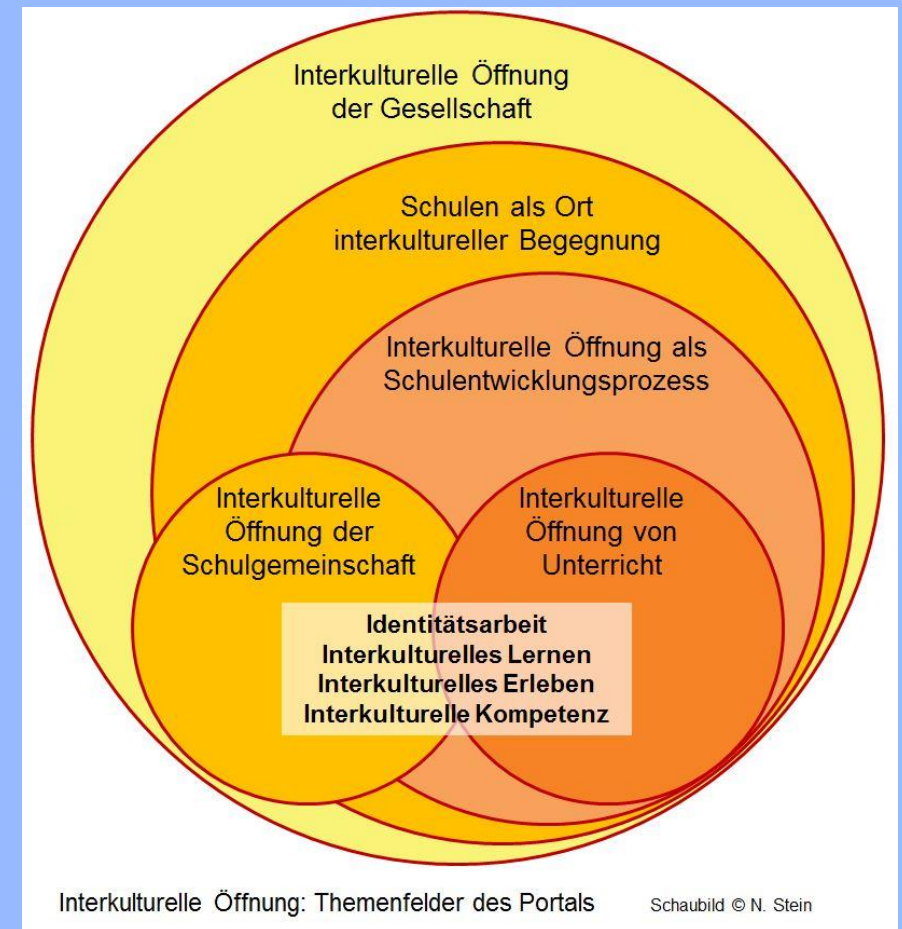 Interkulturelle Öffnung
der Gesellschaft
Schulen als Ort
interkultureller Begegnung
Interkulturelle Öffnung als
Schulentwicklungsprozess
Interkulturelle
Öffnung der
Schulgemeinschaft
Interkulturelle
Öffnung von
Unterricht
Identitätsarbeit
Interkulturelles Lernen
Interkulturelles Erleben
Interkulturelle Kompetenz
Interkulturelle Öffnung: Themenfelder des Portals
Schaubild © N. Stein